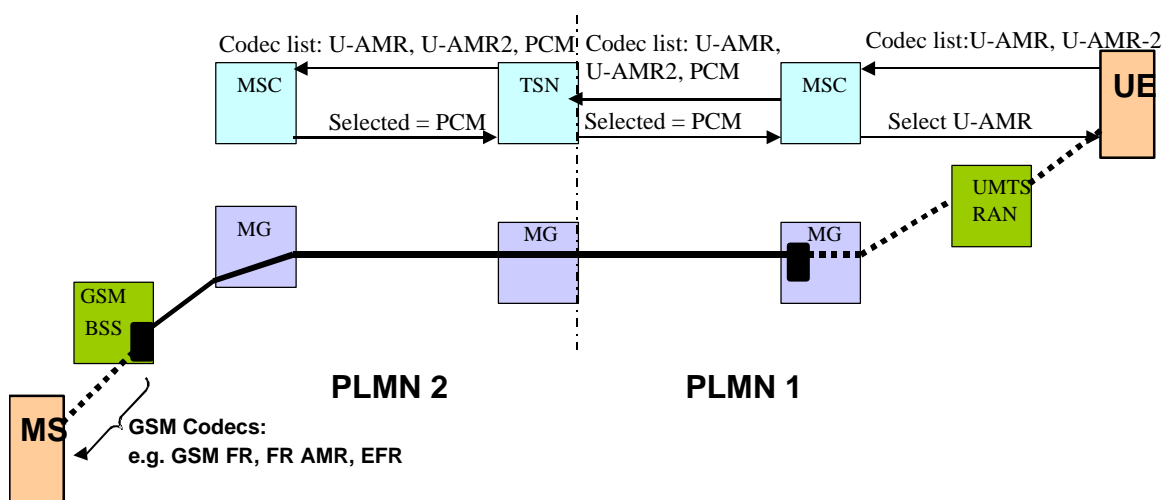 Codec list: U-AMR, U-AMR2, PCM
Codec list: U-AMR,
U-AMR2, PCM
Codec list:U-AMR, U-AMR-2
MSC
TSN
MSC
UE
Selected = PCM
Selected = PCM
Select U-AMR
UMTS
RAN
MG
MG
MG
GSM
BSS
PLMN 2
PLMN 1
MS
GSM Codecs:
e.g. GSM FR, FR AMR, EFR